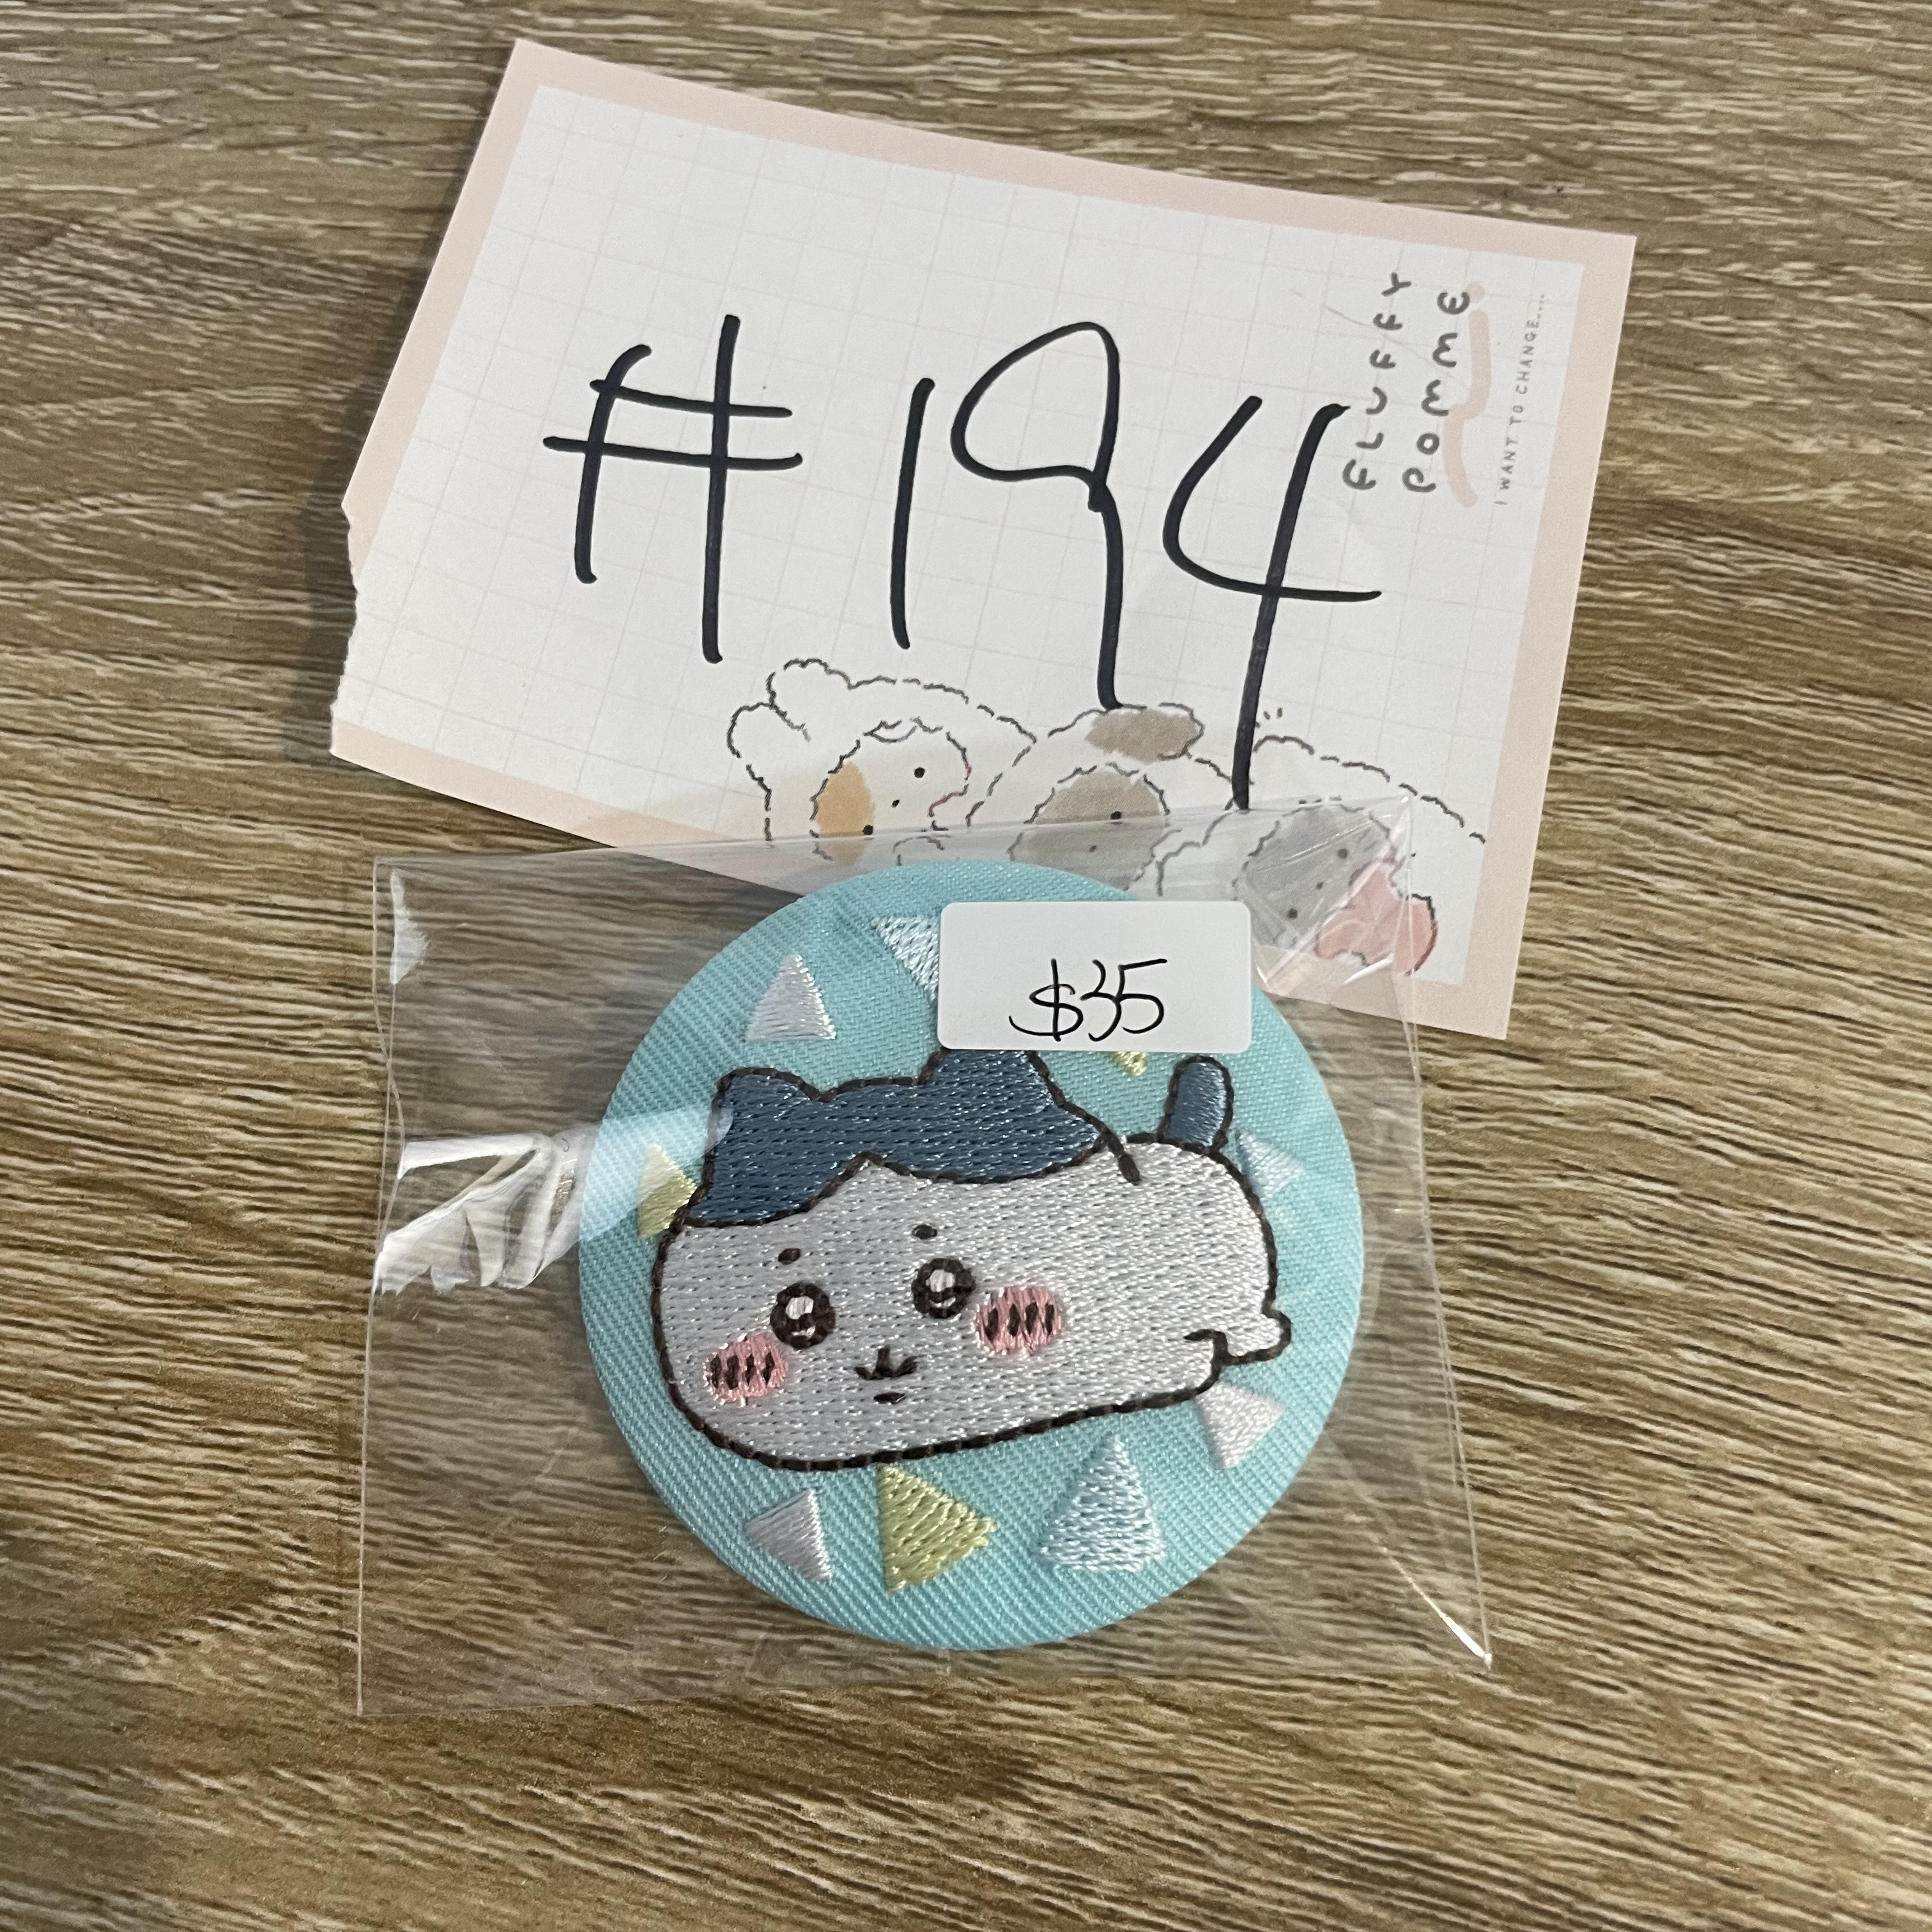 #194
FLUFFY
POMME
I WANT TO CHANGE....
$35